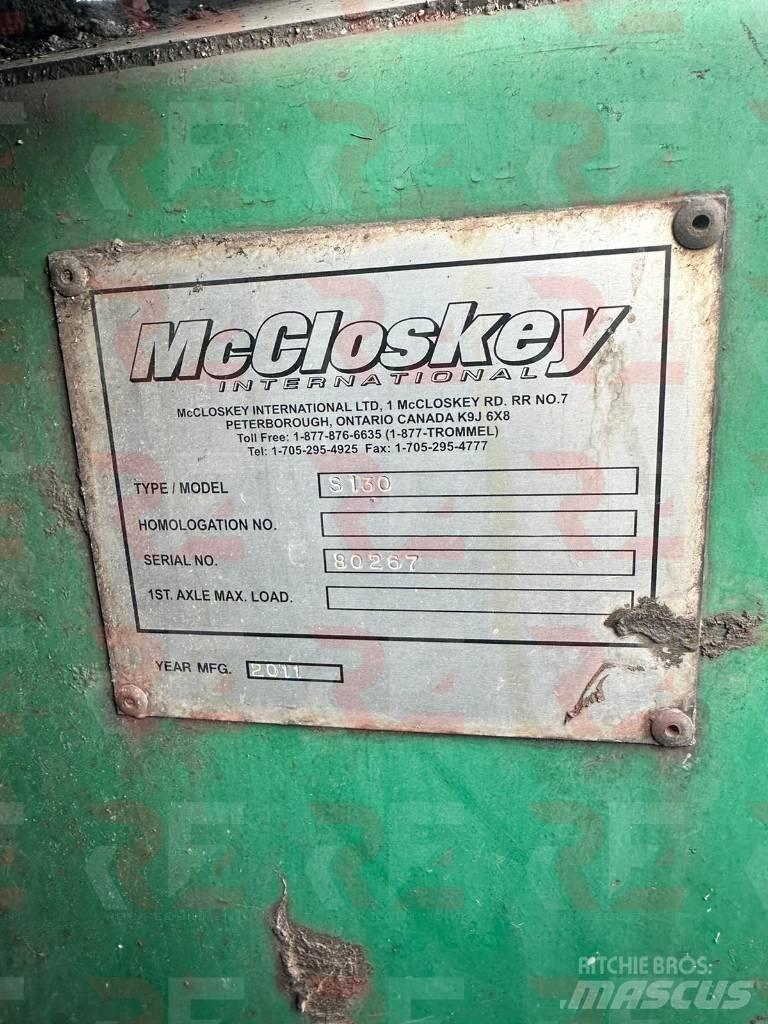 McCloskey
INTERNATIONAL
McCLOSKEY INTERNATIONAL LTD, 1 McCLOSKEY RD. RR NO.7
PETERBOROUGH, ONTARIO CANADA K9J 6X8
Toll Free: 1-877-876-6635 (1-877-TROMMEL)
Tel: 1-705-295-4925 Fax: 1-705-295-4777
TYPE / MODEL S130
HOMOLOGATION NO.
SERIAL NO. 80267
1ST. AXLE MAX. LOAD.
YEAR MFG. 2011
RITCHIE BROS.
MASCUS